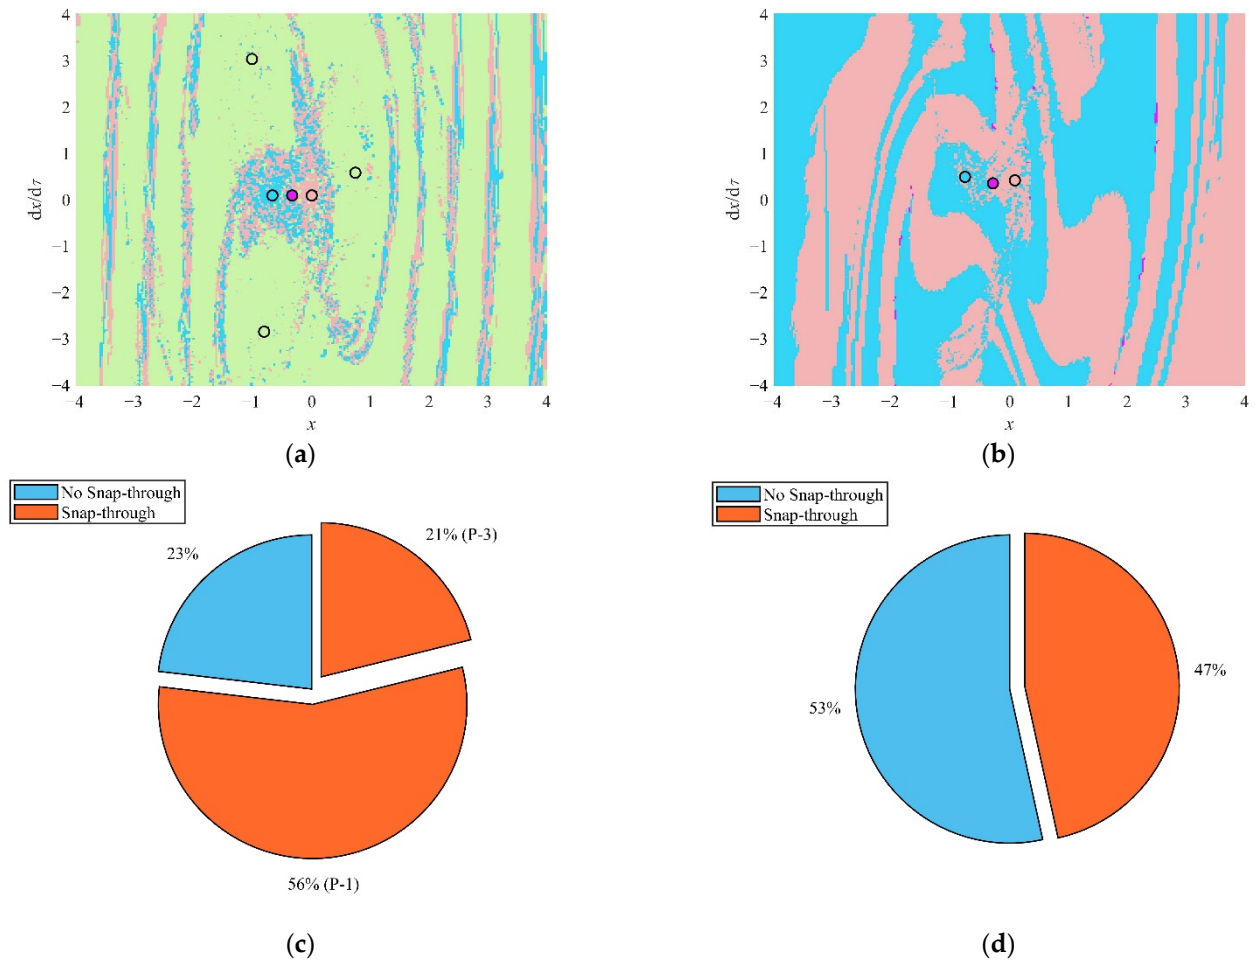 4
3
2
1
0
−1
−2
−3
−4
dx/dτ
−4 −3 −2 −1 0 1 2 3 4
x
(a)
4
3
2
1
0
−1
−2
−3
−4
dx/dτ
−4 −3 −2 −1 0 1 2 3 4
x
(b)
No Snap-through
Snap-through
23%
21% (P-3)
56% (P-1)
(c)
No Snap-through
Snap-through
53%
47%
(d)